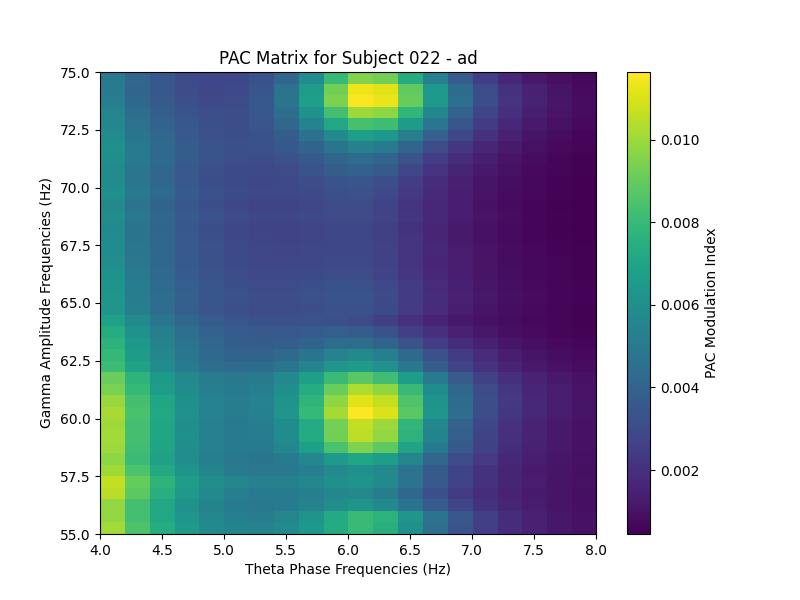 PAC Matrix for Subject 022 - ad
75.0
72.5
70.0
67.5
65.0
62.5
60.0
57.5
55.0
Gamma Amplitude Frequencies (Hz)
4.0 4.5 5.0 5.5 6.0 6.5 7.0 7.5 8.0
Theta Phase Frequencies (Hz)
0.010
0.008
0.006
0.004
0.002
PAC Modulation Index